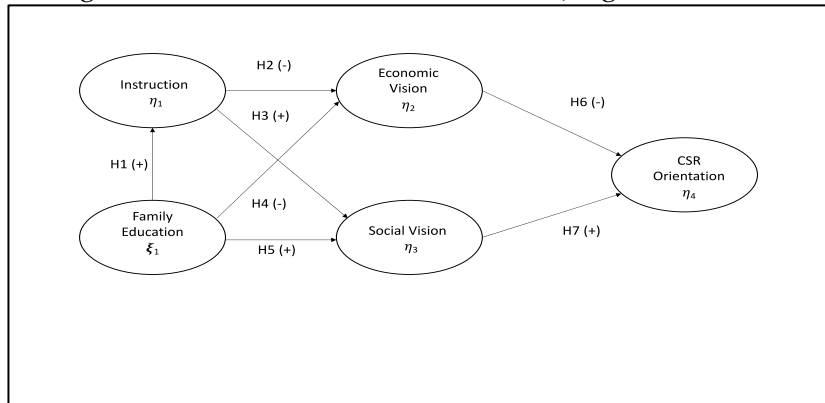 H2 (-)
Instruction
η₁
Economic
Vision
η₂
H3 (+)
H6 (-)
H1 (+)
CSR
Orientation
η₄
H4 (-)
Family
Education
ξ₁
Social Vision
η₃
H5 (+)
H7 (+)